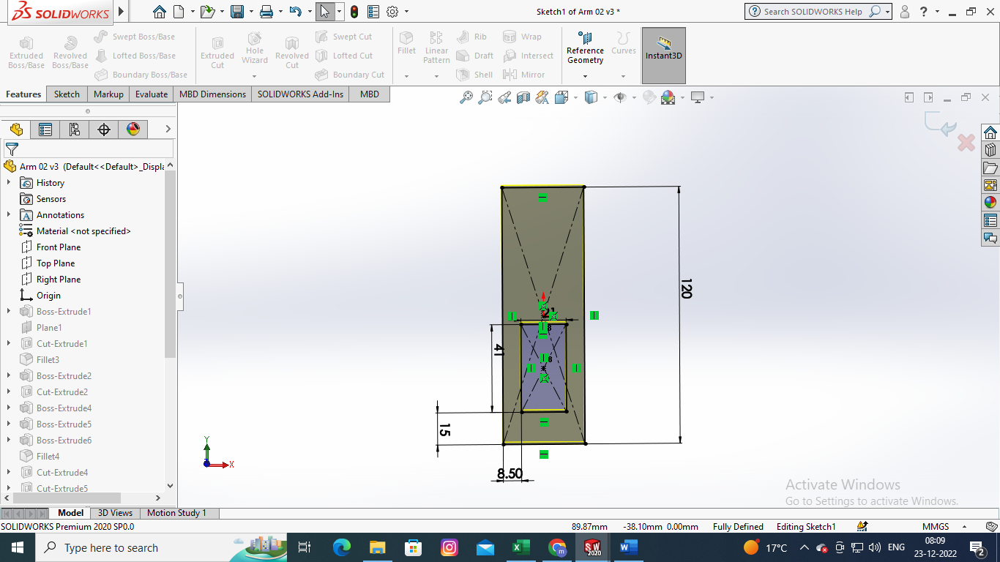 SOLIDWORKS
Sketch1 of Arm 02 v3 *
Search SOLIDWORKS Help
?
Extruded Boss/Base
Revolved Boss/Base
Swept Boss/Base
Lofted Boss/Base
Boundary Boss/Base
Extruded Cut
Hole Wizard
Revolved Cut
Swept Cut
Lofted Cut
Boundary Cut
Fillet
Linear Pattern
Rib
Draft
Shell
Wrap
Intersect
Mirror
Reference Geometry
Curves
Instant3D
Features
Sketch
Markup
Evaluate
MBD Dimensions
SOLIDWORKS Add-Ins
MBD
Arm 02 v3 (Default<<Default>_Displa
History
Sensors
Annotations
Material <not specified>
Front Plane
Top Plane
Right Plane
Origin
Boss-Extrude1
Plane1
Cut-Extrude1
Fillet3
Boss-Extrude2
Cut-Extrude2
Boss-Extrude4
Boss-Extrude5
Boss-Extrude6
Fillet4
Cut-Extrude4
Cut-Extrude5
120
21
8
41
8
15
8.50
Y
X
Activate Windows
Go to Settings to activate Windows.
Model
3D Views
Motion Study 1
SOLIDWORKS Premium 2020 SP0.0
89.87mm
-38.10mm 0.00mm
Fully Defined
Editing Sketch1
MMGS
Type here to search
SW
2020
17°C
ENG
08:09
23-12-2022
2